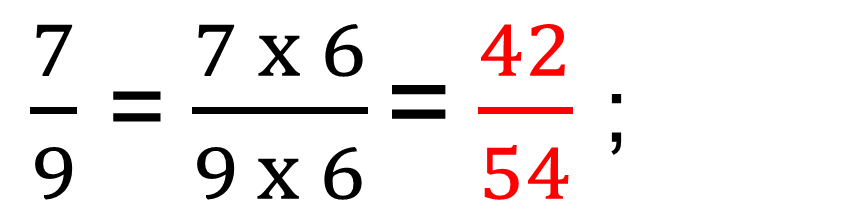 7/9 = 7 x 6/9 x 6 = 42/54 ;